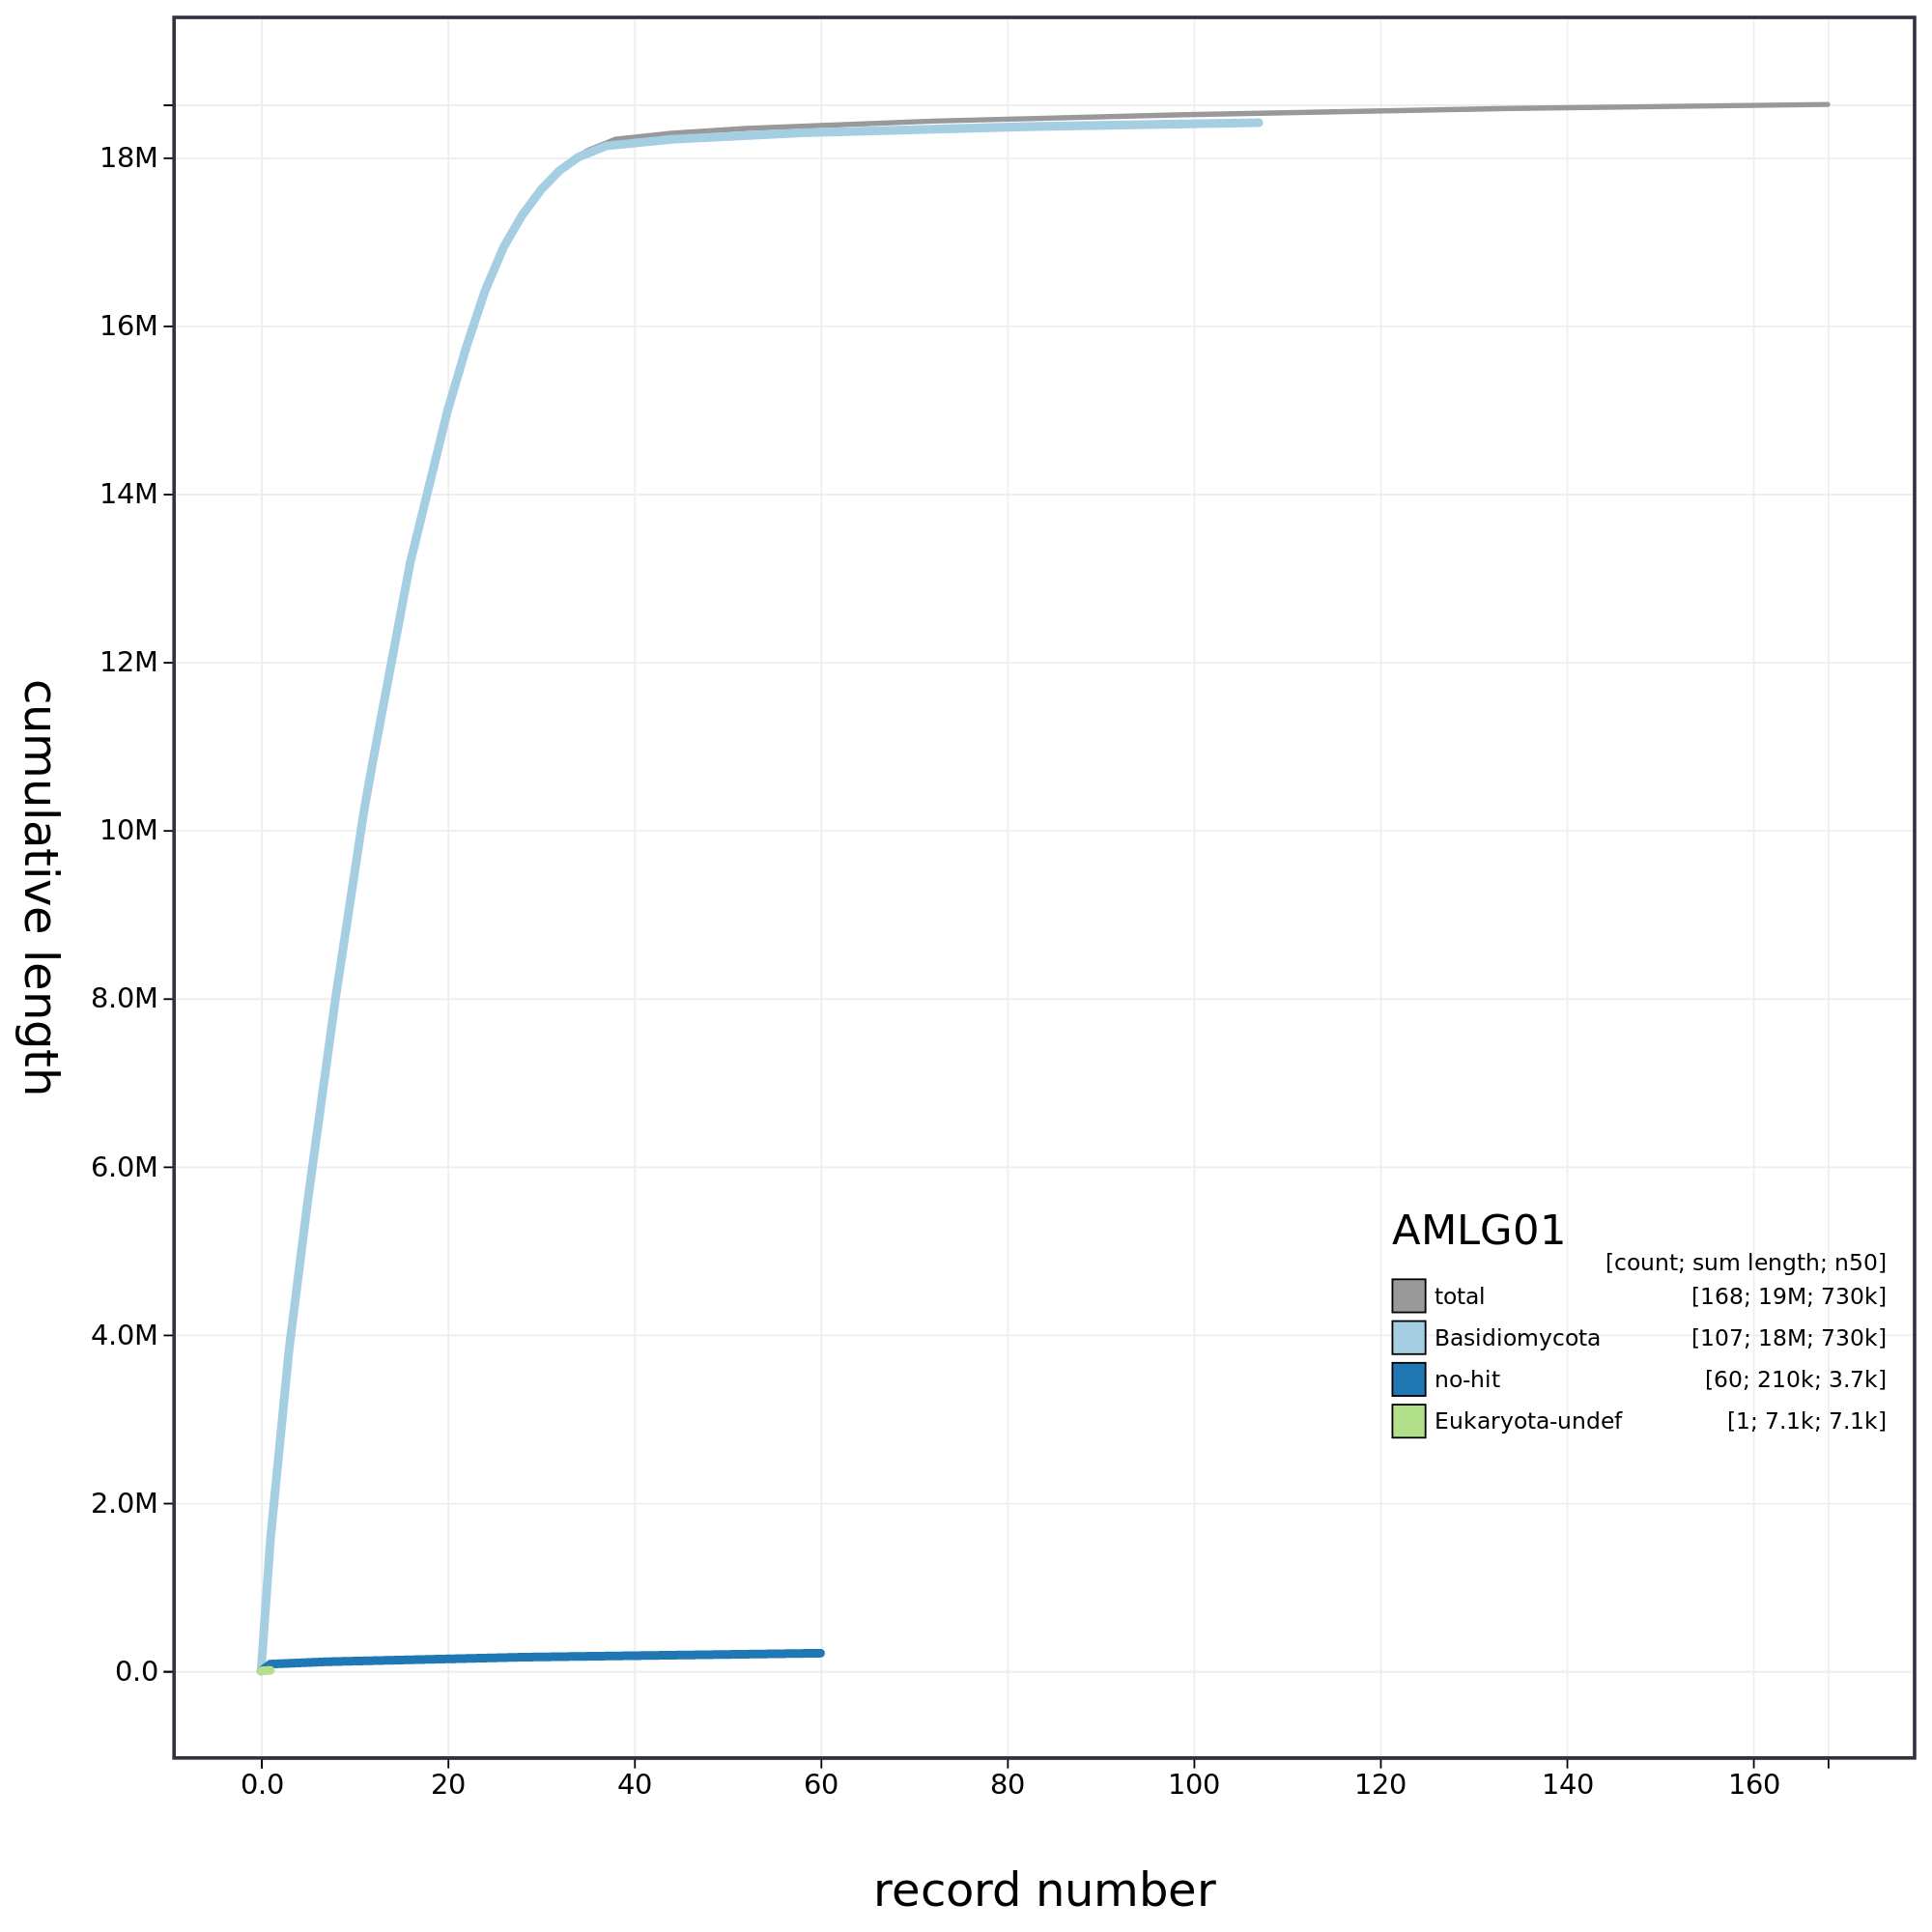 18M
16M
14M
12M
10M
8.0M
6.0M
4.0M
2.0M
0.0
cumulative length
AMLG01
[count; sum length; n50]
total [168; 19M; 730k]
Basidiomycota [107; 18M; 730k]
no-hit [60; 210k; 3.7k]
Eukaryota-undef [1; 7.1k; 7.1k]
0.0 20 40 60 80 100 120 140 160
record number